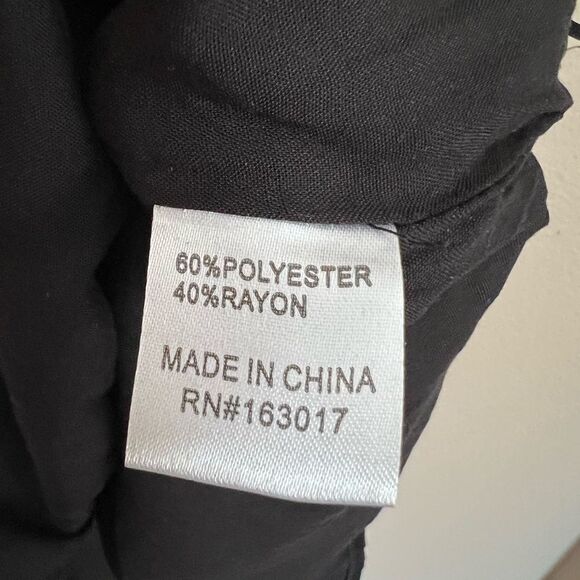 60%POLYESTER
40%RAYON
MADE IN CHINA
RN#163017